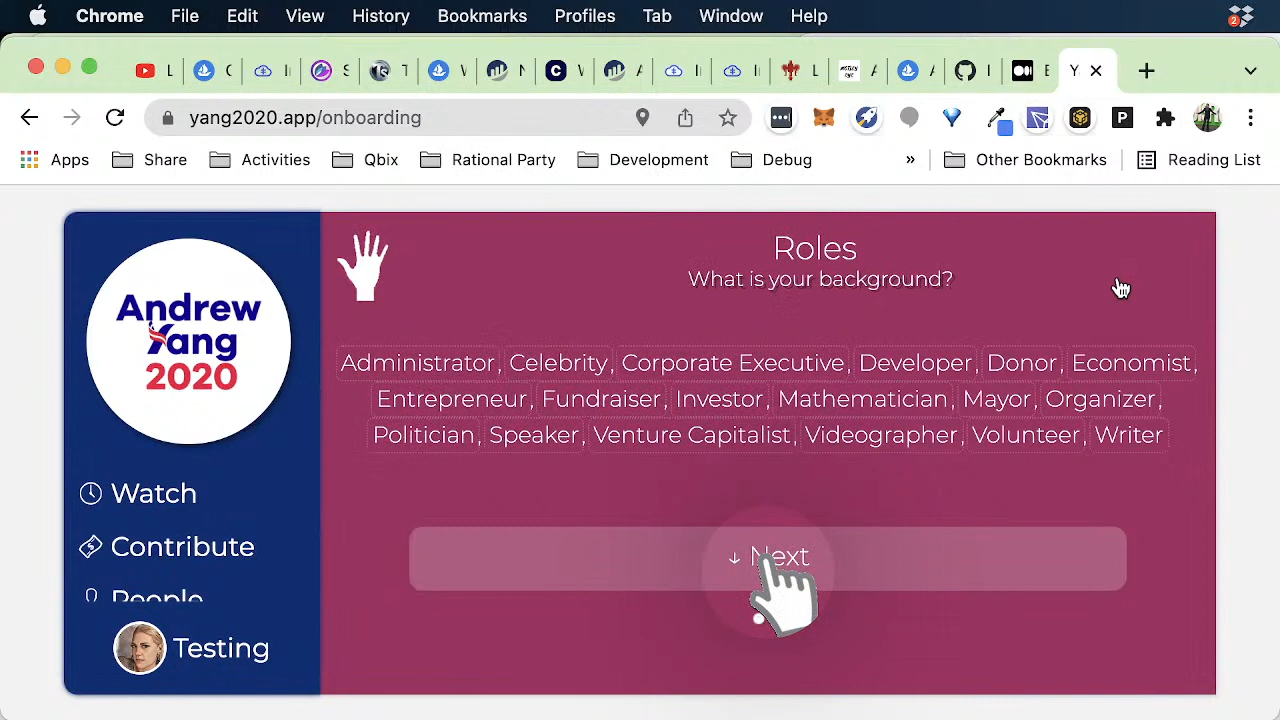 Chrome File Edit View History Bookmarks Profiles Tab Window Help
2
Y
yang2020.app/onboarding
P
Apps Share Activities Qbix Rational Party Development Debug » Other Bookmarks Reading List
Andrew
Yang
2020
Watch
Contribute
People
Testing
Roles
What is your background?
Administrator, Celebrity, Corporate Executive, Developer, Donor, Economist,
Entrepreneur, Fundraiser, Investor, Mathematician, Mayor, Organizer,
Politician, Speaker, Venture Capitalist, Videographer, Volunteer, Writer
↓ Next